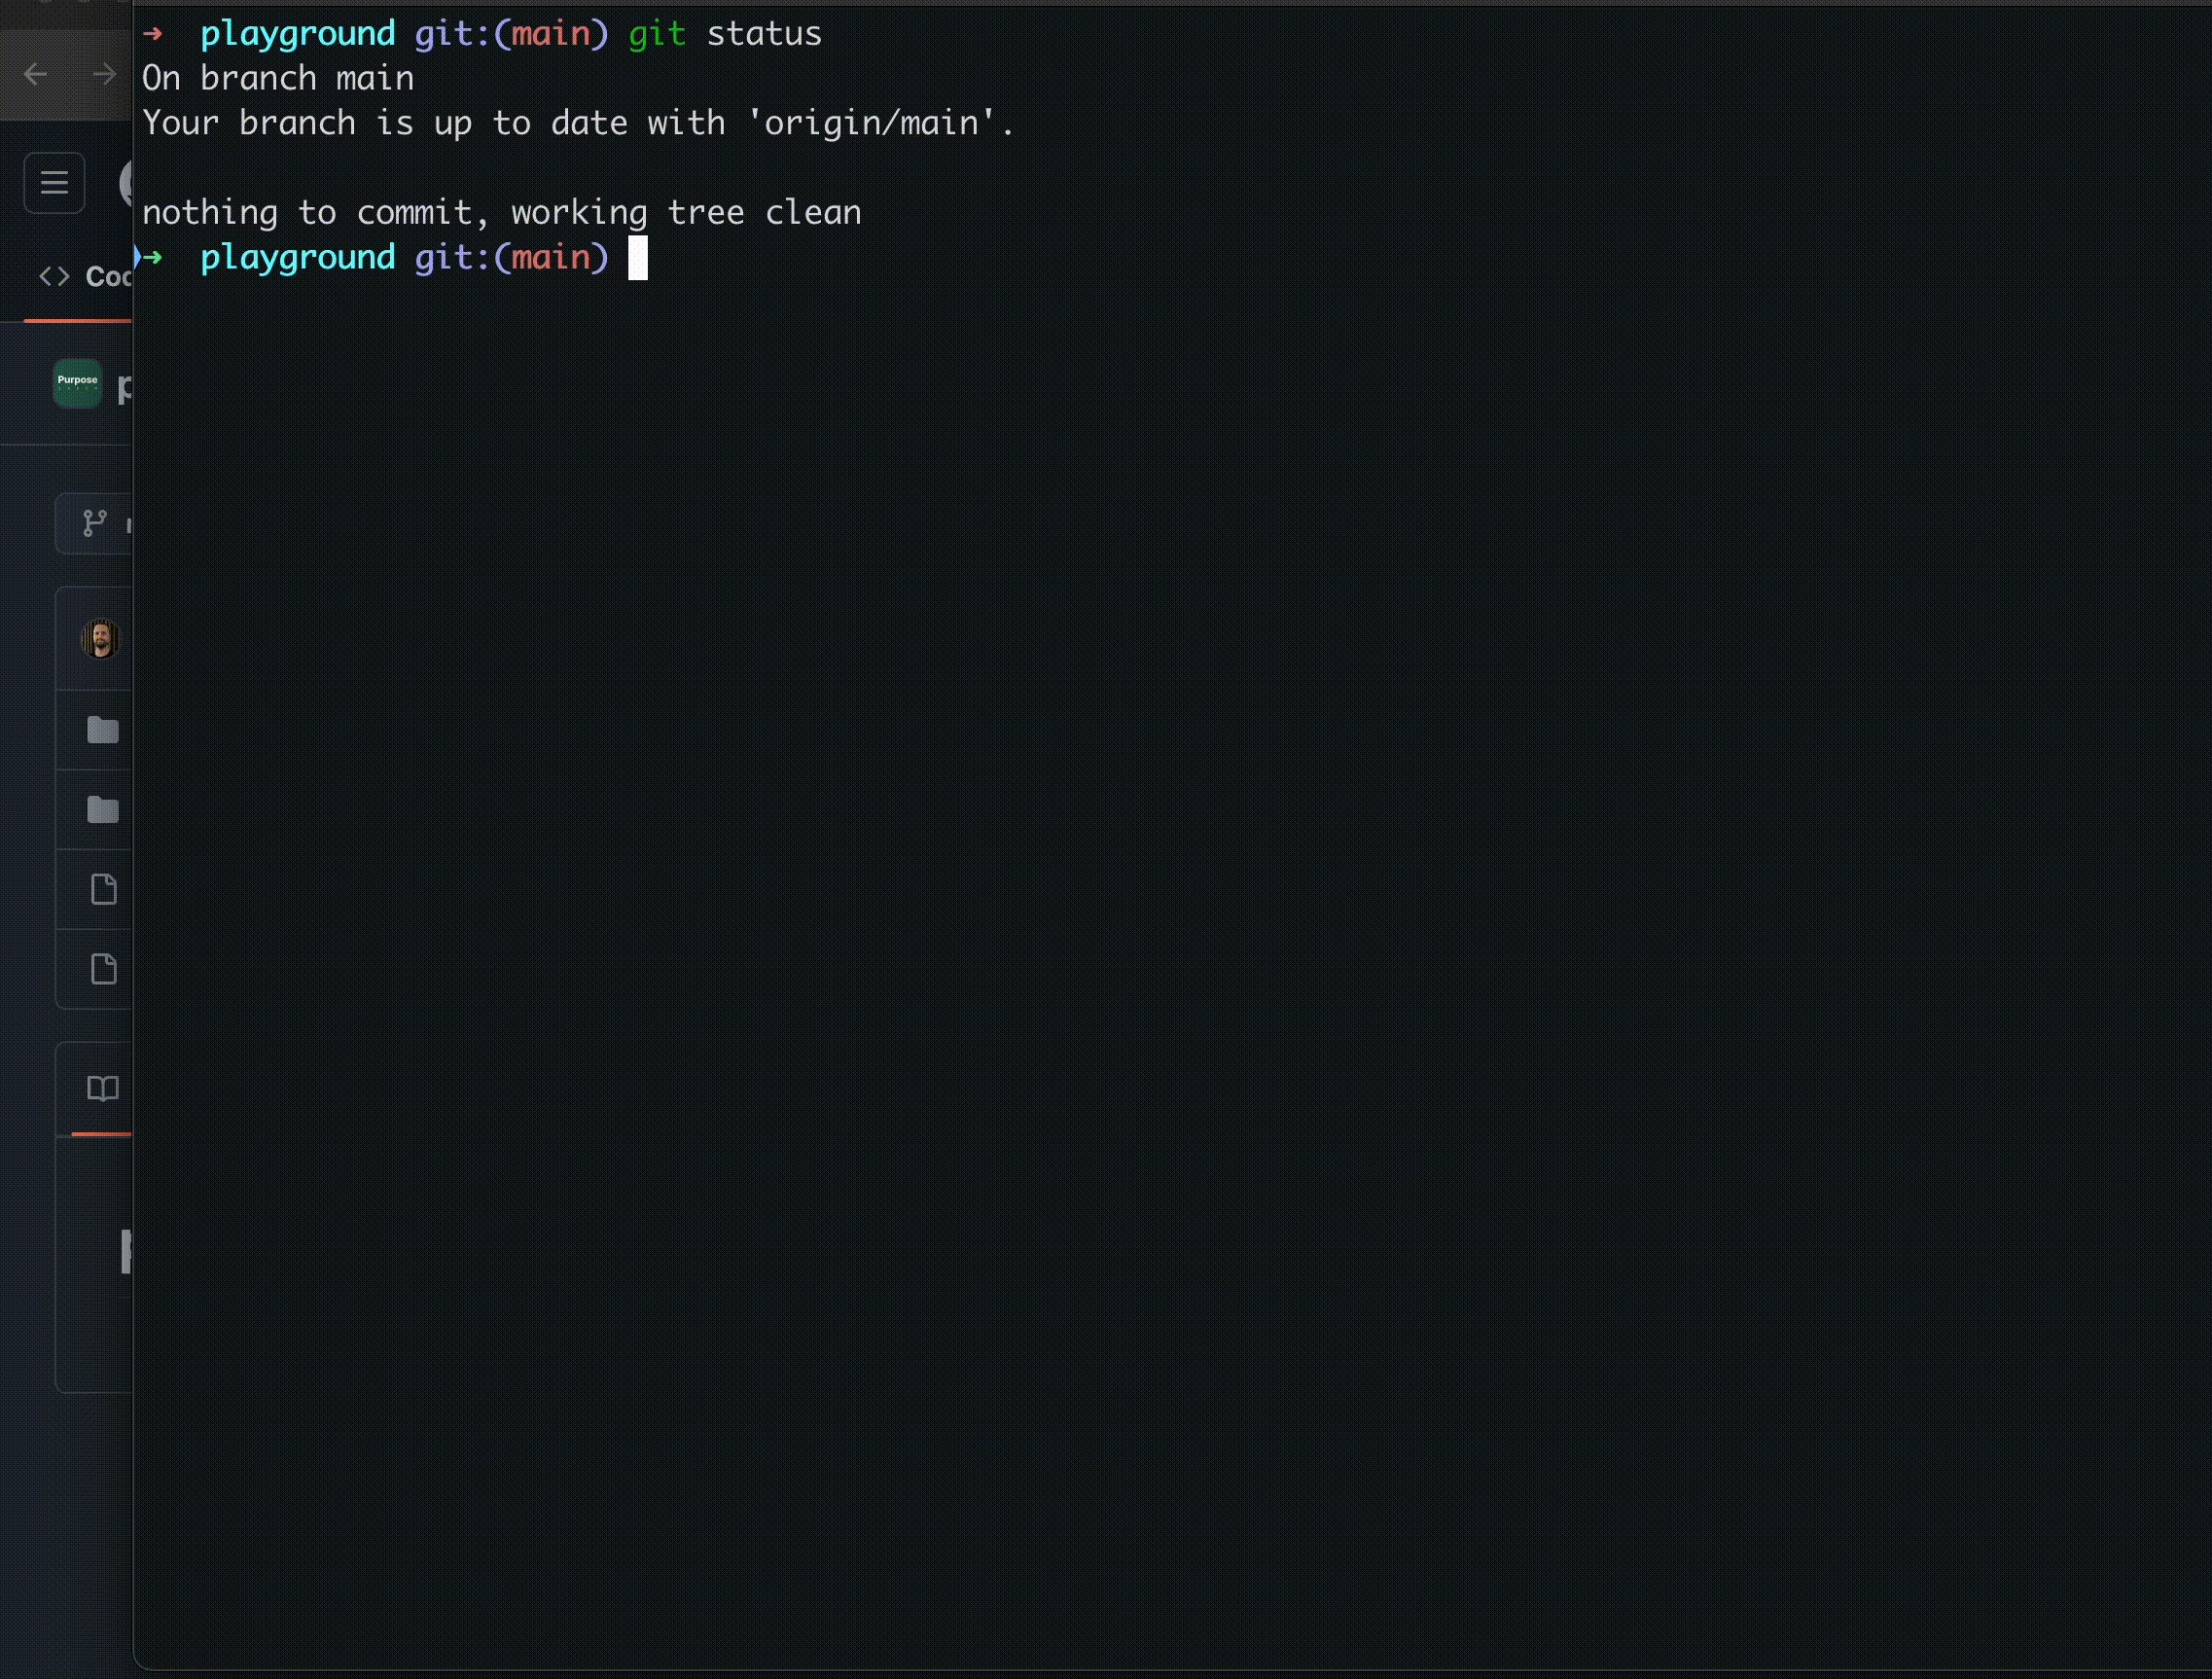 ➜  playground git:(main) git status
On branch main
Your branch is up to date with 'origin/main'.
nothing to commit, working tree clean
➜  playground git:(main)
Purpose